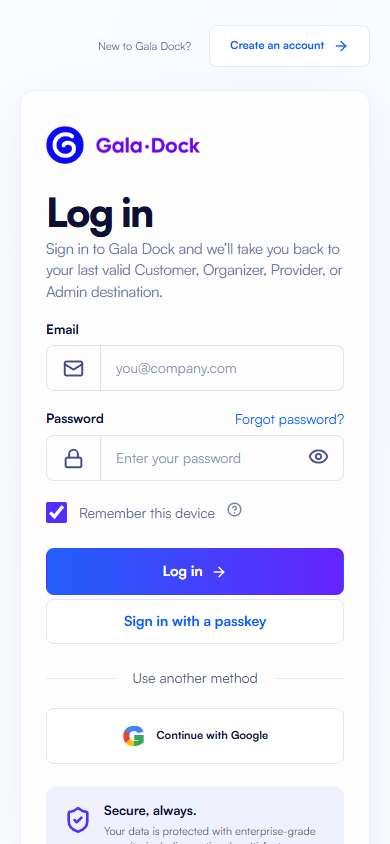 New to Gala Dock?
Create an account
Gala·Dock
Log in
Sign in to Gala Dock and we'll take you back to
your last valid Customer, Organizer, Provider, or
Admin destination.
Email
you@company.com
Password
Forgot password?
Enter your password
Remember this device
Log in
Sign in with a passkey
Use another method
Continue with Google
Secure, always.
Your data is protected with enterprise-grade